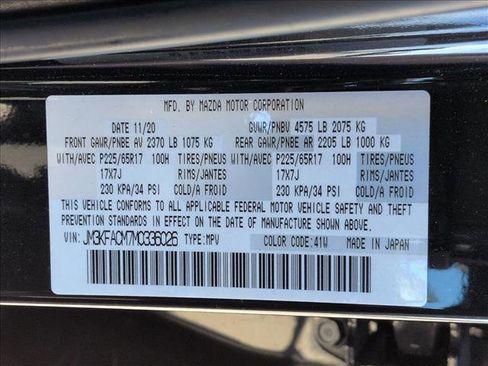 MFD. BY MAZDA MOTOR CORPORATION
DATE 11/20 GVWR/PNBV 4575 LB 2075 KG
FRONT GAWR/PNBE AV 2370 LB 1075 KG REAR GAWR/PNBE AR 2205 LB 1000 KG
WITH/AVEC P225/65R17 100H TIRES/PNEUS WITH/AVEC P225/65R17 100H TIRES/PNEUS
17X7J RIMS/JANTES 17X7J RIMS/JANTES
230 KPA/34 PSI COLD/A FROID 230 KPA/34 PSI COLD/A FROID
THIS VEHICLE CONFORMS TO ALL APPLICABLE FEDERAL MOTOR VEHICLE SAFETY AND THEFT
PREVENTION STANDARDS IN EFFECT ON THE DATE OF MANUFACTURE SHOWN ABOVE.
VIN: JM3KFACM7M0336026 TYPE: MPV COLOR CODE: 41W MADE IN JAPAN